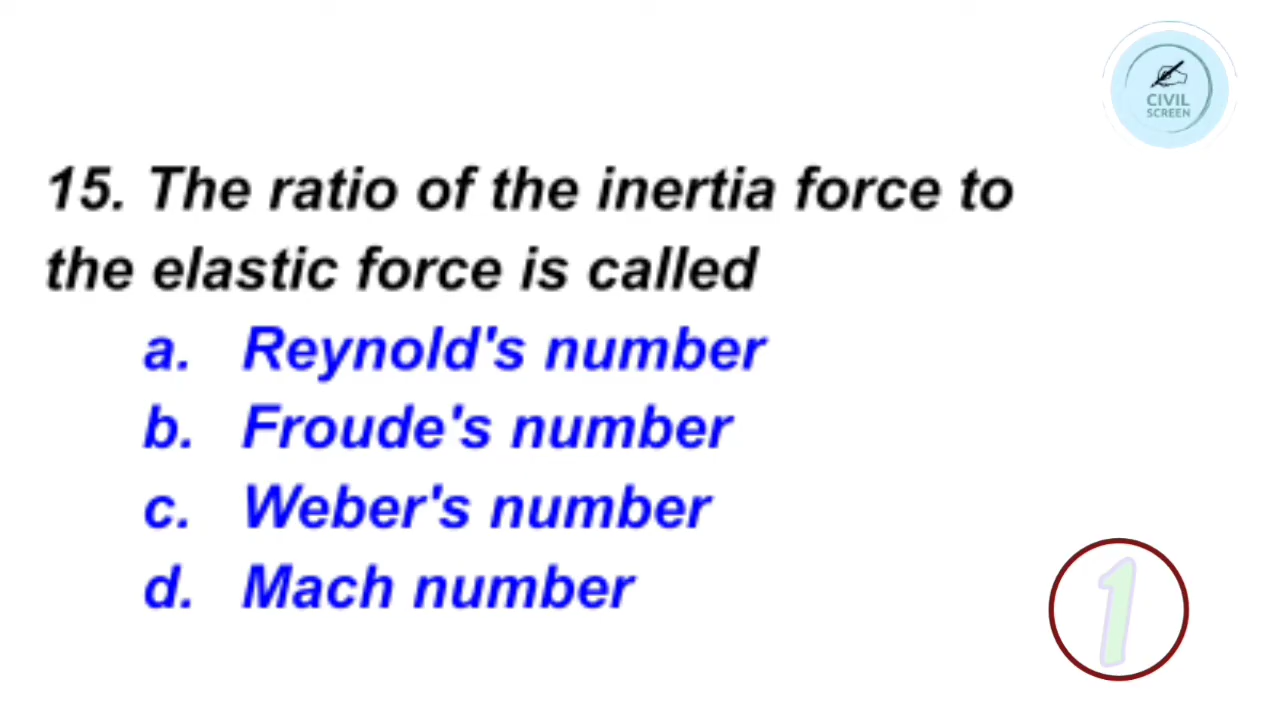 CIVIL
SCREEN
15. The ratio of the inertia force to
the elastic force is called
a. Reynold's number
b. Froude's number
c. Weber's number
d. Mach number
1